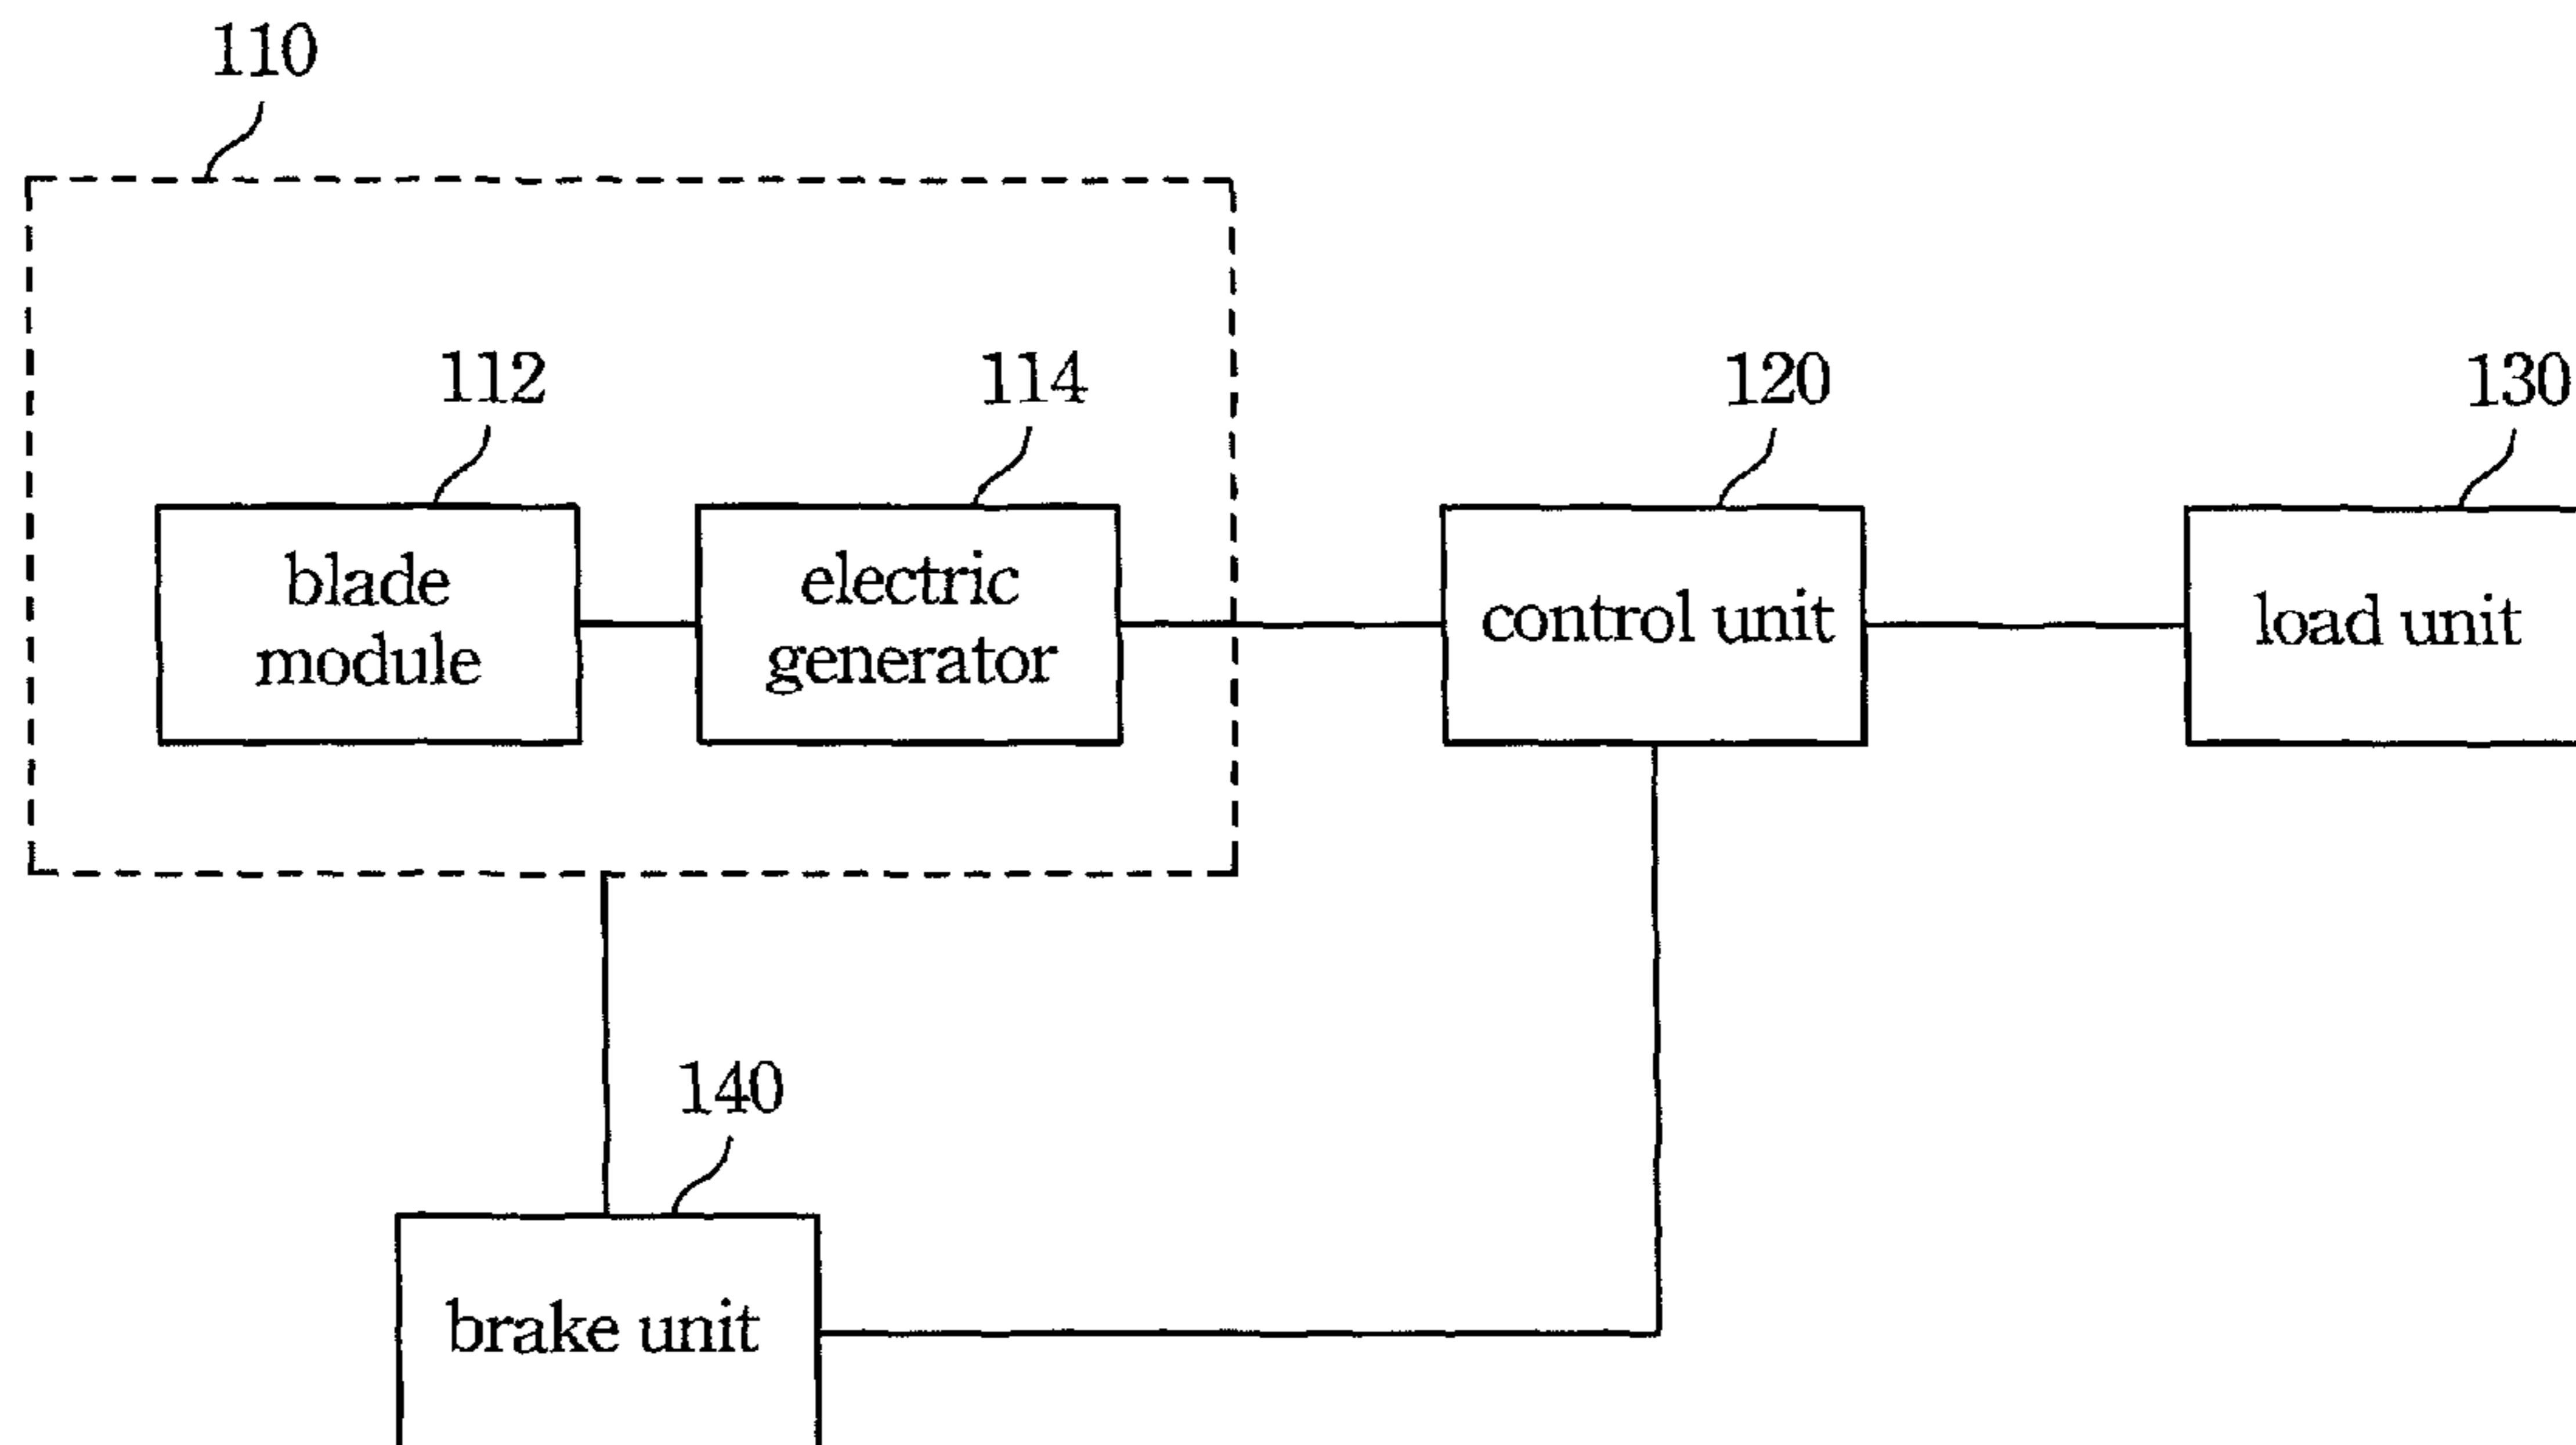 110
112
114
120
130
blade
module
electric
generator
control unit
load unit
140
brake unit